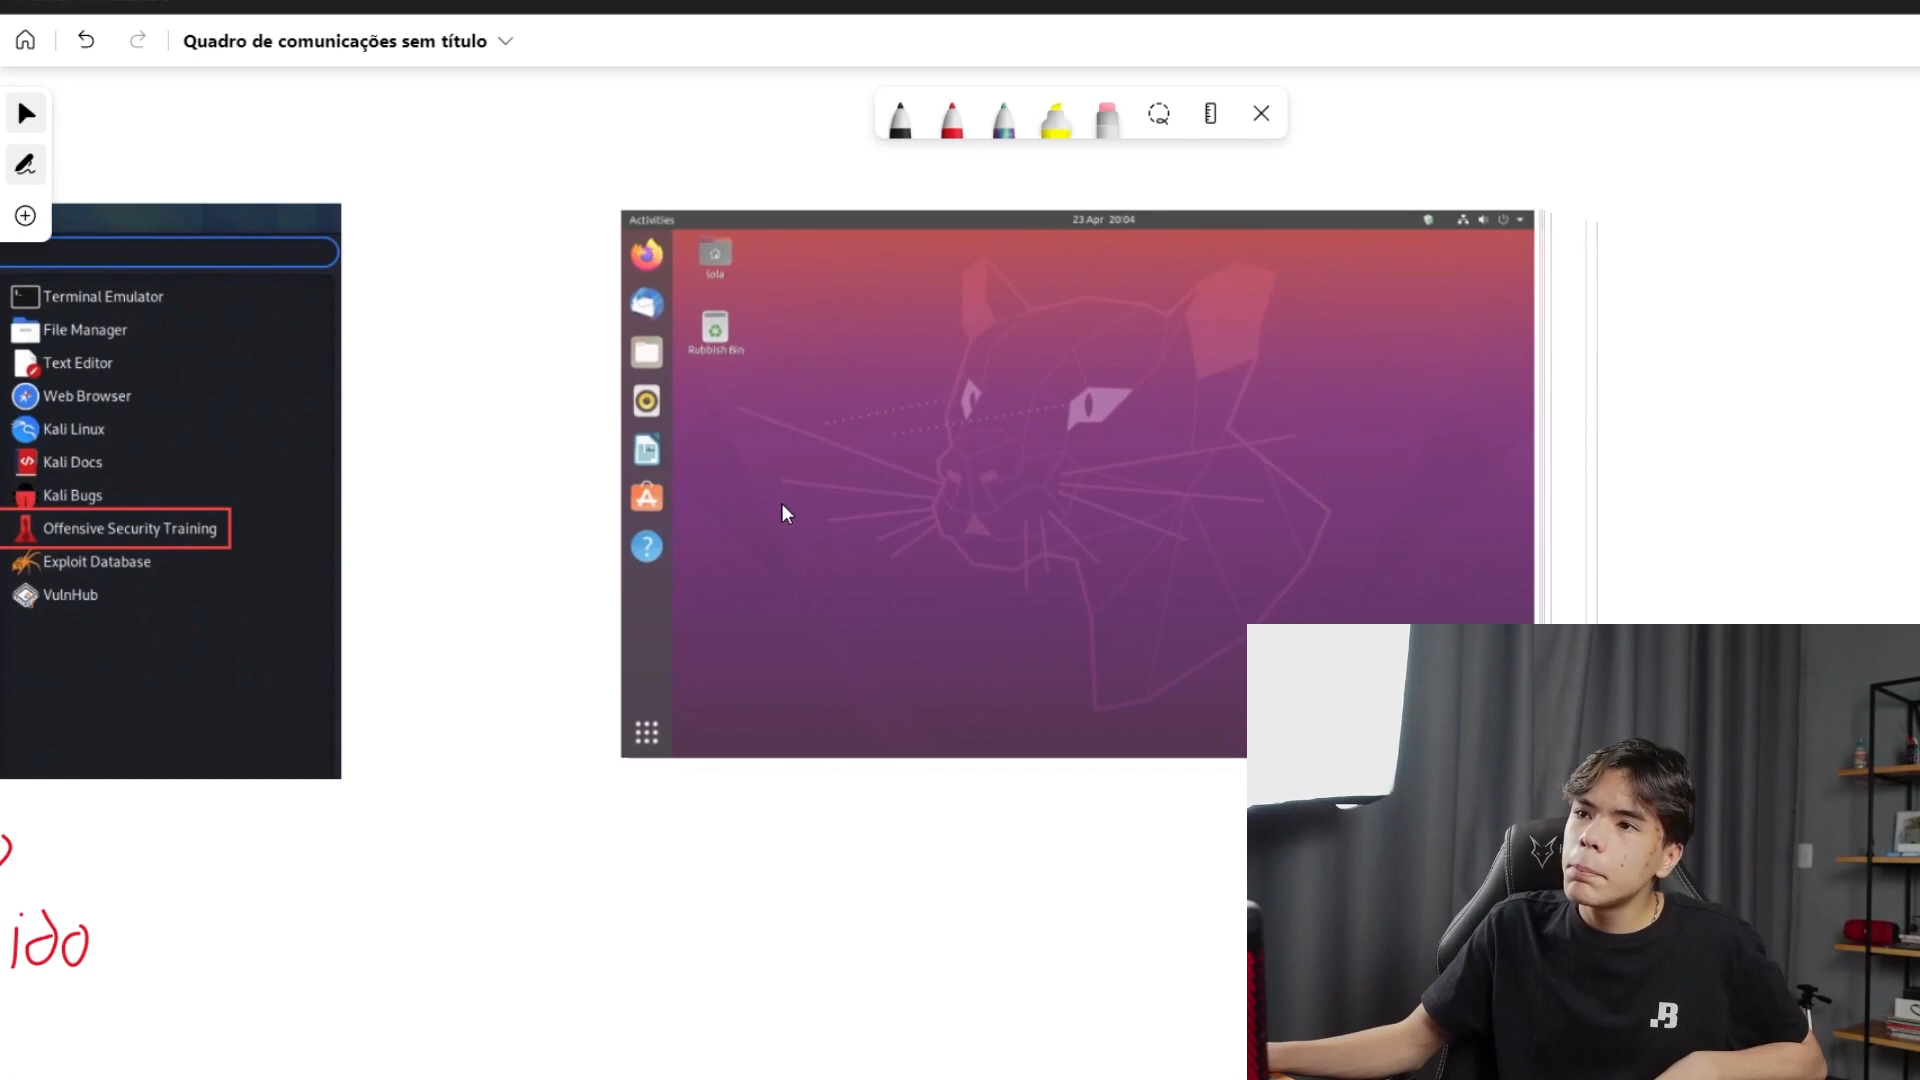 Quadro de comunicações sem título
Activities
23 Apr 20:04
lola
Rubbish Bin
Terminal Emulator
File Manager
Text Editor
Web Browser
Kali Linux
Kali Docs
Kali Bugs
Offensive Security Training
Exploit Database
VulnHub
ido
.B